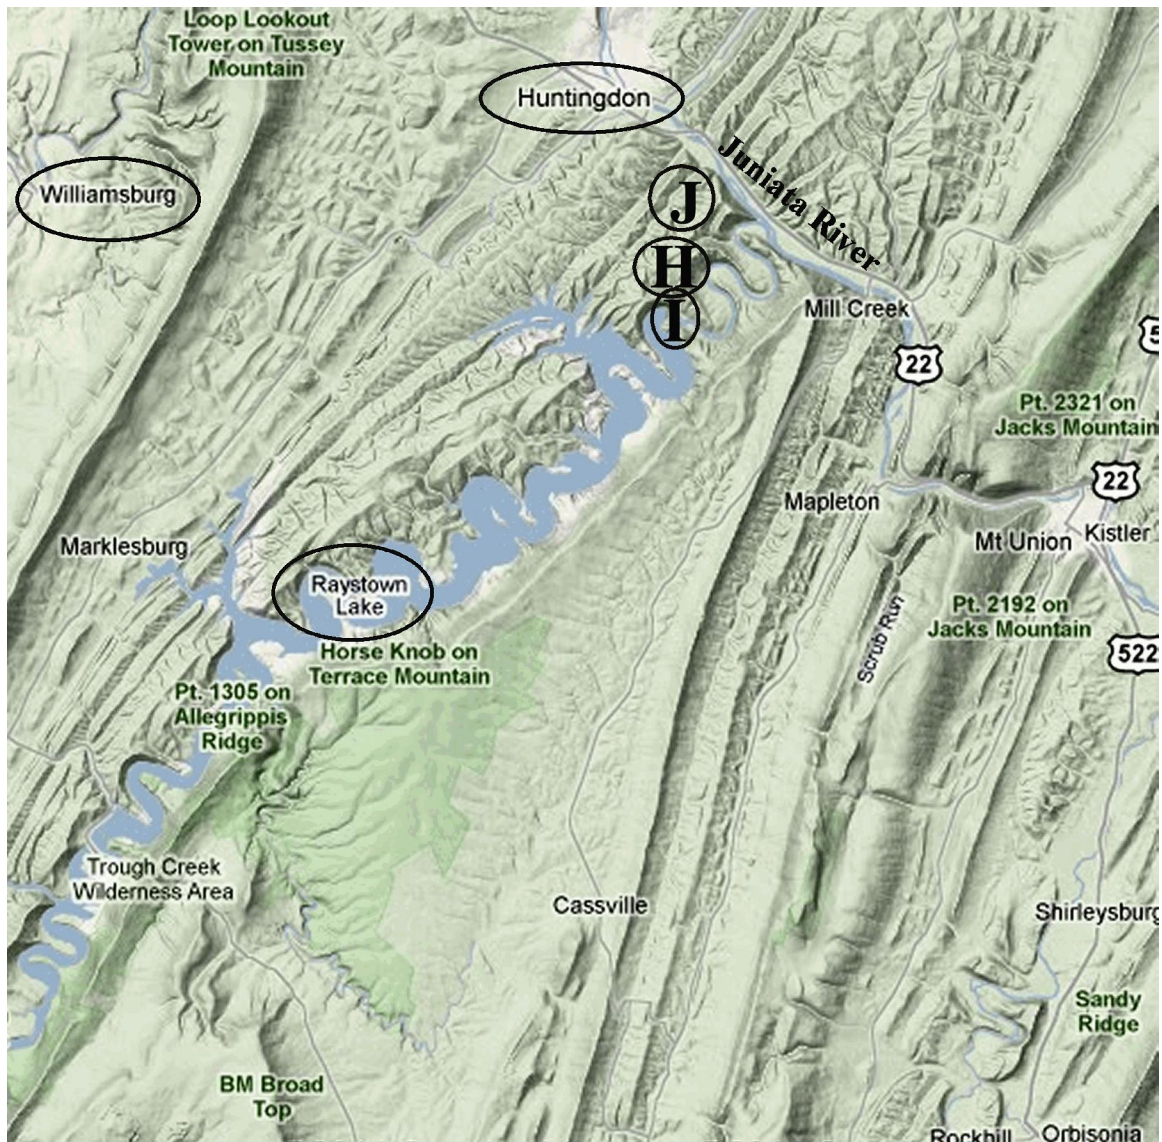 Loop Lookout
Tower on Tussey
Mountain
Huntingdon
Williamsburg
Juniata River
J
H
I
Mill Creek
5
22
Pt. 2321 on
Jacks Mountain
22
Mapleton
Mt Union
Kistler
Marklesburg
Raystown
Lake
Pt. 2192 on
Jacks Mountain
Scrub Run
522
Horse Knob on
Terrace Mountain
Pt. 1305 on
Allegrippis
Ridge
Trough Creek
Wilderness Area
Cassville
Shirleysburg
Sandy
Ridge
BM Broad
Top
Rockhill
Orbisonia